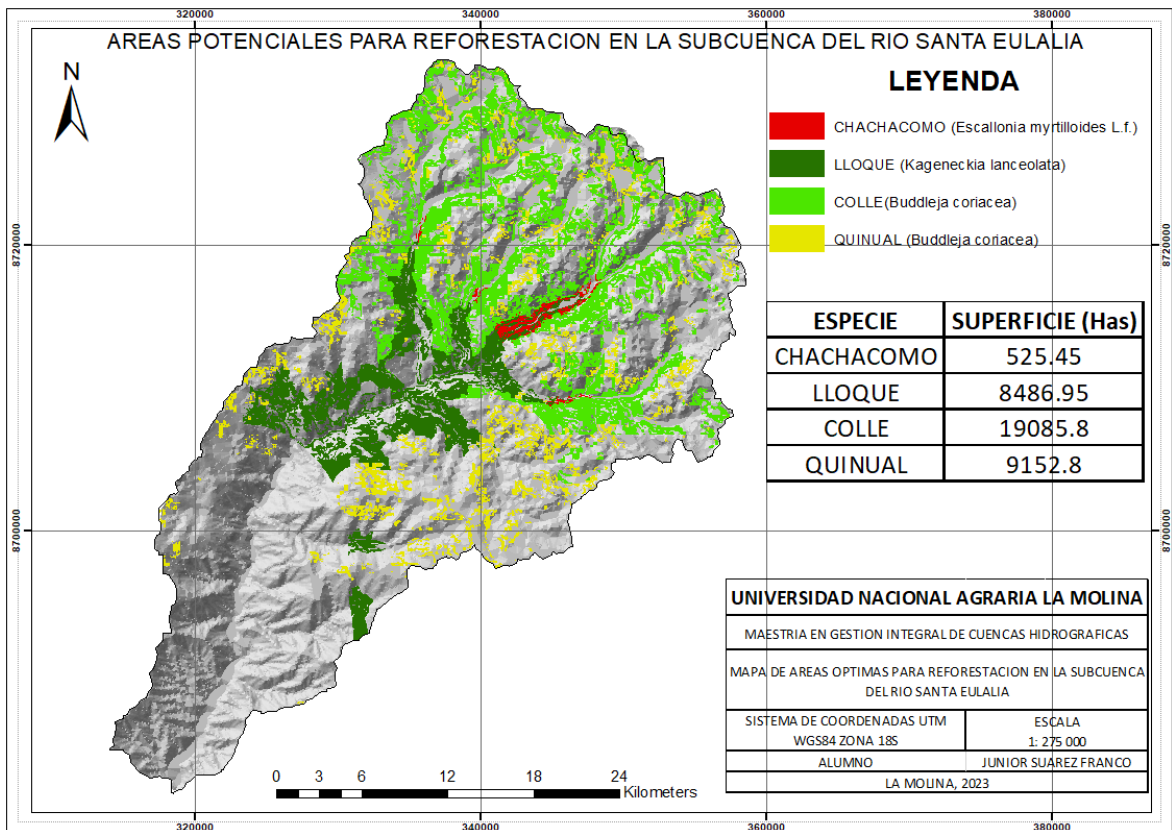 320000 340000 360000 380000
AREAS POTENCIALES PARA REFORESTACION EN LA SUBCUENCA DEL RIO SANTA EULALIA
N
LEYENDA
CHACHACOMO (Escallonia myrtilloides L.f.)
LLOQUE (Kageneckia lanceolata)
COLLE(Buddleja coriacea)
QUINUAL (Buddleja coriacea)
8720000 8720000
ESPECIE SUPERFICIE (Has)
CHACHACOMO 525.45
LLOQUE 8486.95
COLLE 19085.8
QUINUAL 9152.8
8700000 8700000
UNIVERSIDAD NACIONAL AGRARIA LA MOLINA
MAESTRIA EN GESTION INTEGRAL DE CUENCAS HIDROGRAFICAS
MAPA DE AREAS OPTIMAS PARA REFORESTACION EN LA SUBCUENCA
DEL RIO SANTA EULALIA
SISTEMA DE COORDENADAS UTM
WGS84 ZONA 18S
ESCALA
1: 275 000
ALUMNO JUNIOR SUAREZ FRANCO
LA MOLINA, 2023
0 3 6 12 18 24
Kilometers
320000 340000 360000 380000